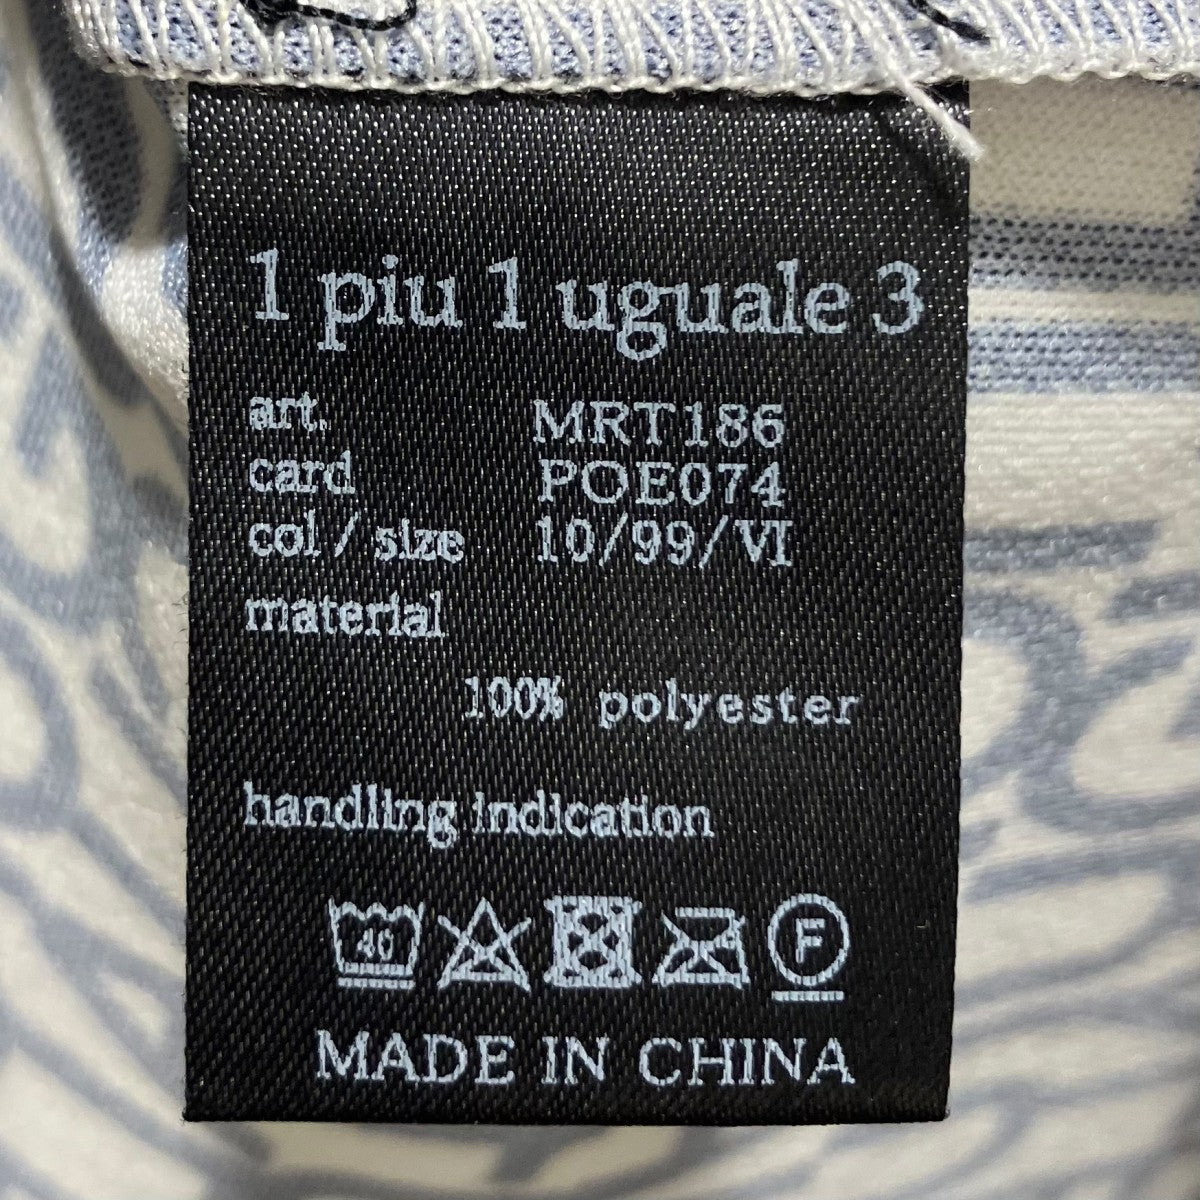 1 piu 1 uguale 3
art. MRT186
card POE074
col / size 10/99/VI
material
100% polyester
handling indication
40 F
MADE IN CHINA